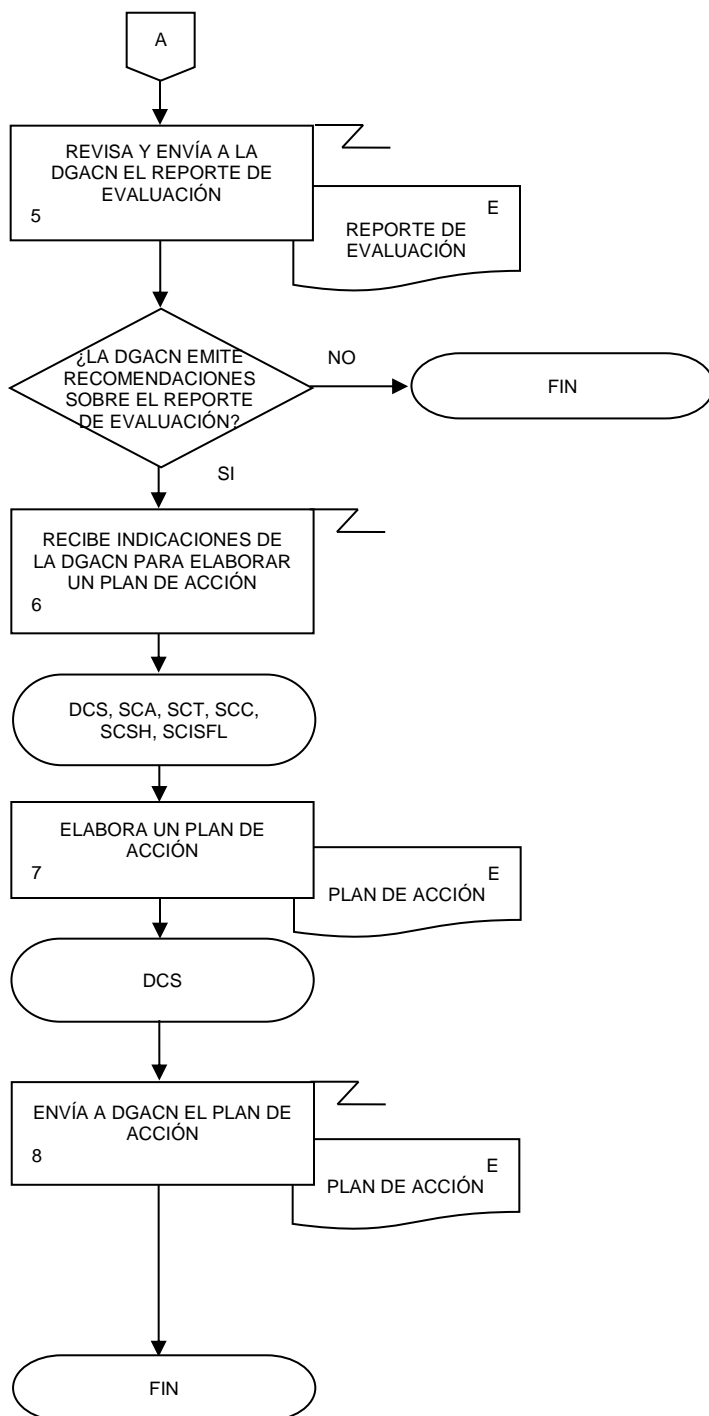 A
REVISA Y ENVÍA A LA
DGACN EL REPORTE DE
EVALUACIÓN
5
E
REPORTE DE
EVALUACIÓN
¿LA DGACN EMITE
RECOMENDACIONES
SOBRE EL REPORTE
DE EVALUACIÓN?
NO
FIN
SI
RECIBE INDICACIONES DE
LA DGACN PARA ELABORAR
UN PLAN DE ACCIÓN
6
DCS, SCA, SCT, SCC,
SCSH, SCISFL
ELABORA UN PLAN DE
ACCIÓN
7
E
PLAN DE ACCIÓN
DCS
ENVÍA A DGACN EL PLAN DE
ACCIÓN
8
E
PLAN DE ACCIÓN
FIN